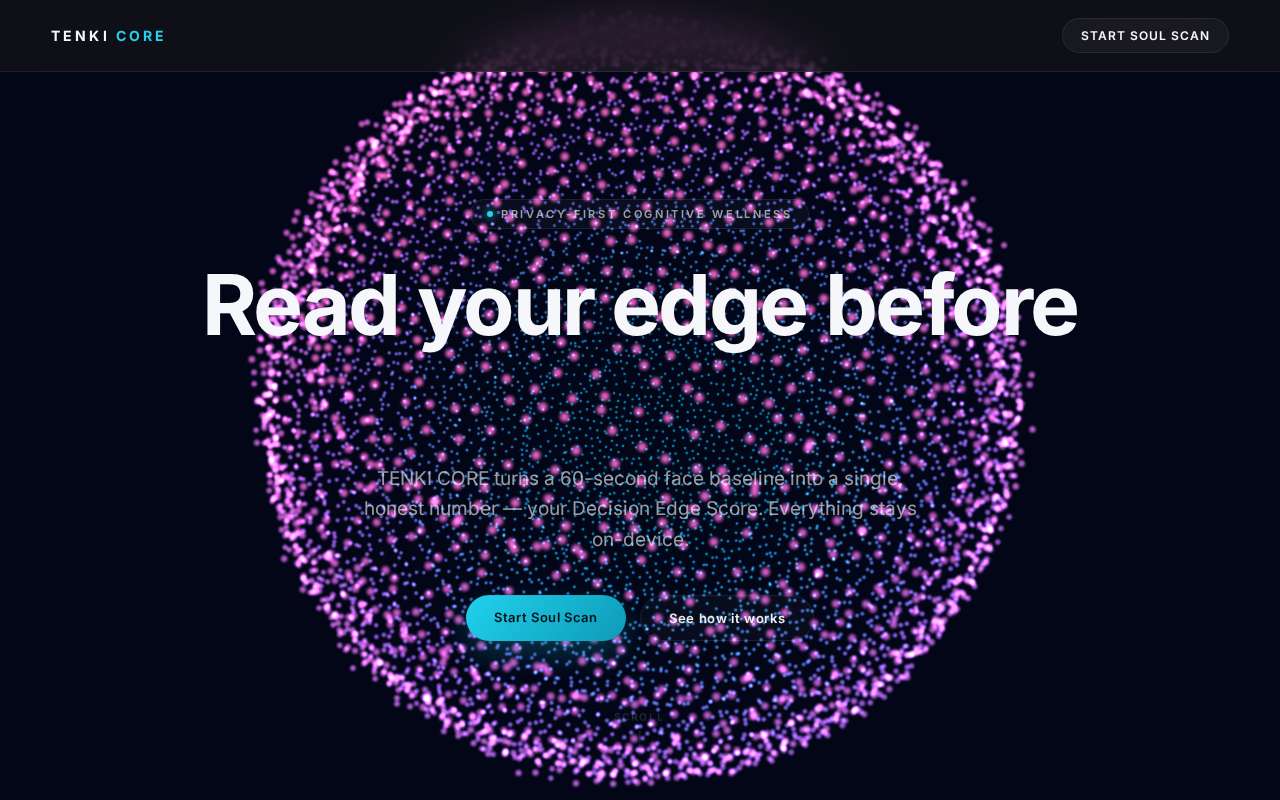 TENKI CORE
START SOUL SCAN
PRIVACY-FIRST COGNITIVE WELLNESS
Read your edge before
TENKI CORE turns a 60-second face baseline into a single,
honest number — your Decision Edge Score. Everything stays
on-device.
Start Soul Scan
See how it works
SCROLL